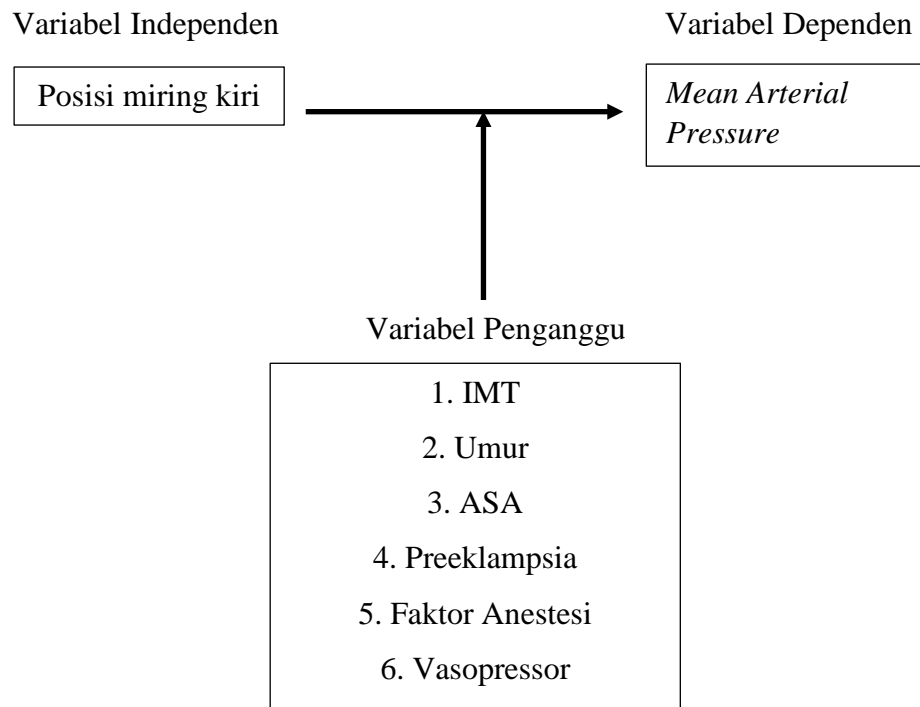 Variabel Independen
Variabel Dependen
Posisi miring kiri
Mean Arterial
Pressure
Variabel Penganggu
1. IMT
2. Umur
3. ASA
4. Preeklampsia
5. Faktor Anestesi
6. Vasopressor